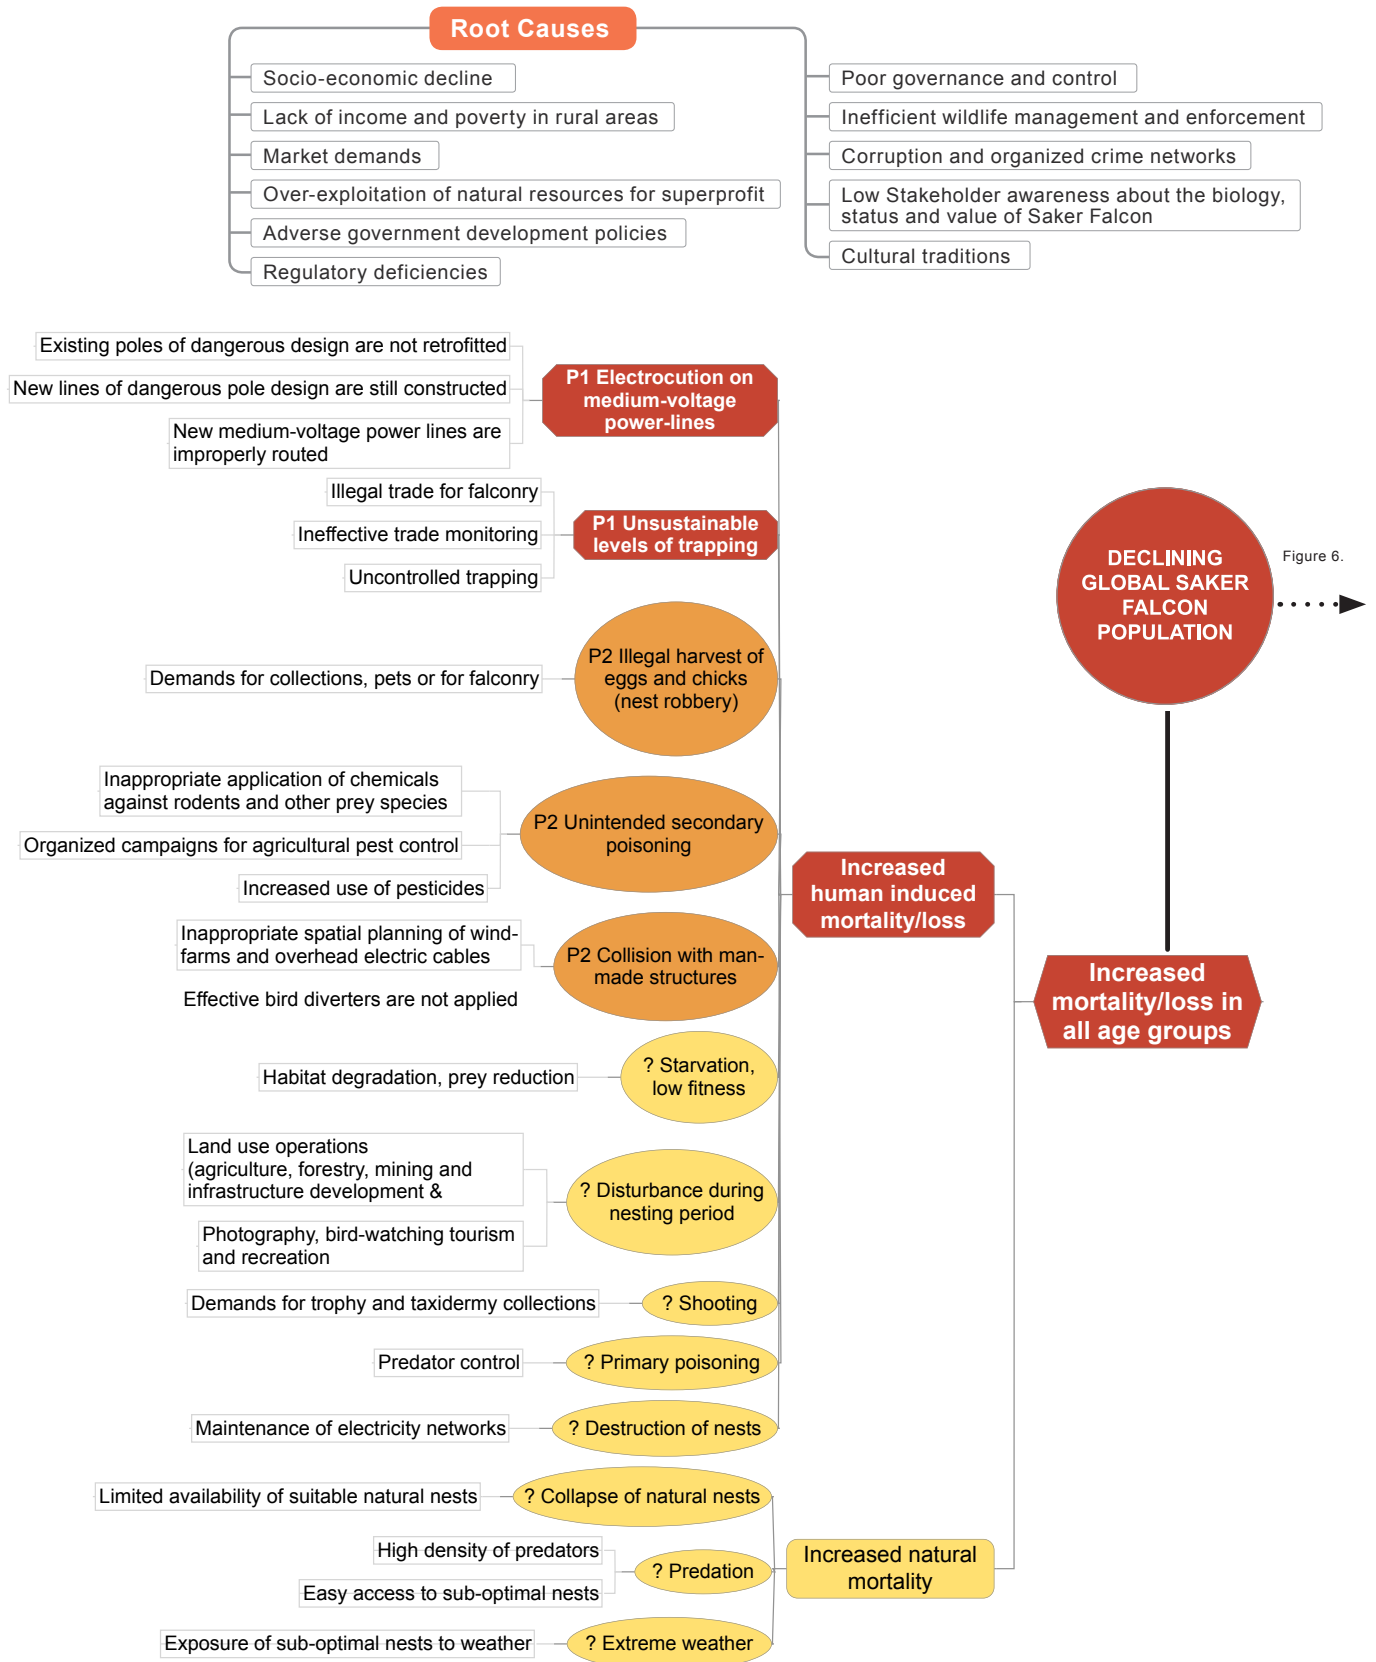 Root Causes
Socio-economic decline
Lack of income and poverty in rural areas
Market demands
Over-exploitation of natural resources for superprofit
Adverse government development policies
Regulatory deficiencies
Poor governance and control
Inefficient wildlife management and enforcement
Corruption and organized crime networks
Low Stakeholder awareness about the biology,
status and value of Saker Falcon
Cultural traditions
Existing poles of dangerous design are not retrofitted
New lines of dangerous pole design are still constructed
New medium-voltage power lines are
improperly routed
P1 Electrocution on
medium-voltage
power-lines
Illegal trade for falconry
Ineffective trade monitoring
Uncontrolled trapping
P1 Unsustainable
levels of trapping
Demands for collections, pets or for falconry
P2 Illegal harvest of
eggs and chicks
(nest robbery)
Inappropriate application of chemicals
against rodents and other prey species
Organized campaigns for agricultural pest control
Increased use of pesticides
P2 Unintended secondary
poisoning
Inappropriate spatial planning of wind-
farms and overhead electric cables
Effective bird diverters are not applied
P2 Collision with man-
made structures
Habitat degradation, prey reduction
? Starvation,
low fitness
Land use operations
(agriculture, forestry, mining and
infrastructure development &
Photography, bird-watching tourism
and recreation
? Disturbance during
nesting period
Demands for trophy and taxidermy collections
? Shooting
Predator control
? Primary poisoning
Maintenance of electricity networks
? Destruction of nests
Limited availability of suitable natural nests
? Collapse of natural nests
High density of predators
Easy access to sub-optimal nests
? Predation
Exposure of sub-optimal nests to weather
? Extreme weather
Increased
human induced
mortality/loss
Increased natural
mortality
Increased
mortality/loss in
all age groups
DECLINING
GLOBAL SAKER
FALCON
POPULATION
Figure 6.